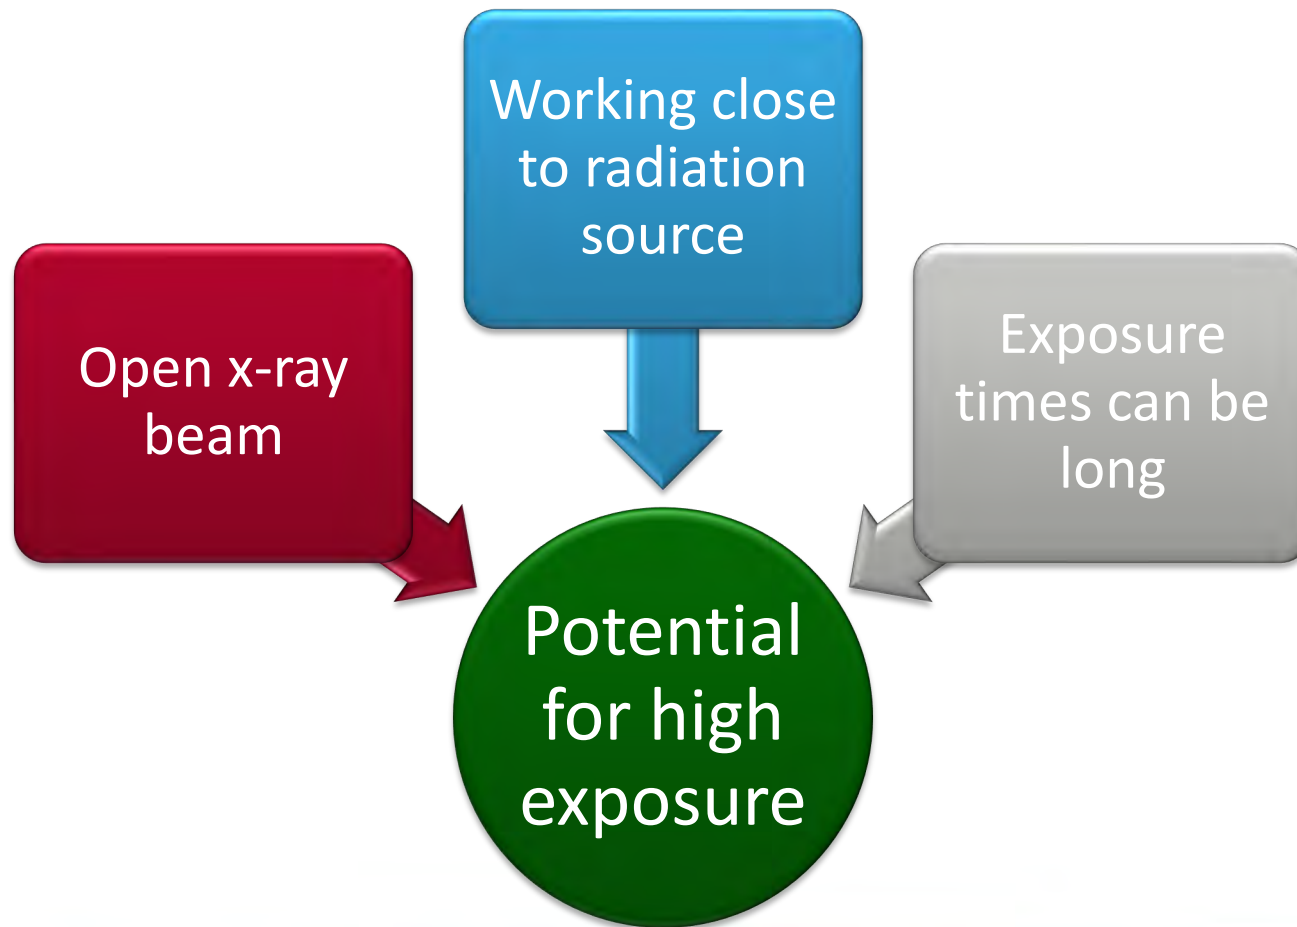 Working close
to radiation
source
Open x-ray
beam
Exposure
times can be
long
Potential
for high
exposure